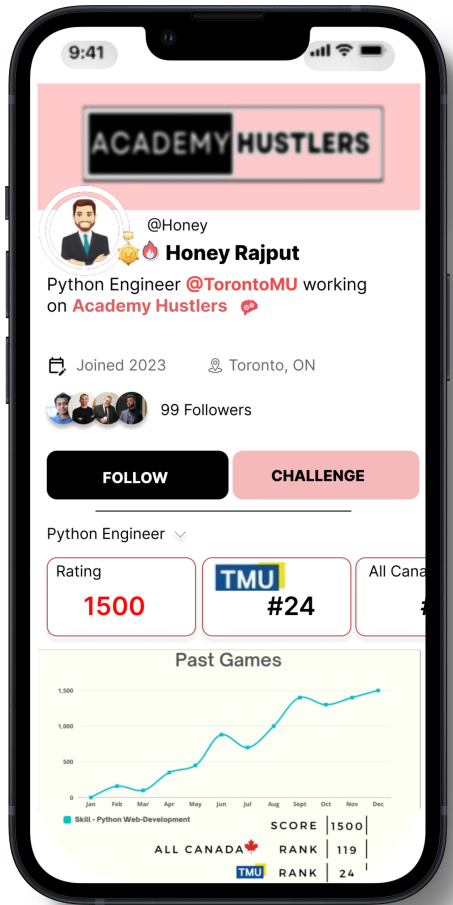 9:41
ACADEMY HUSTLERS
@Honey
Honey Rajput
Python Engineer @TorontoMU working
on Academy Hustlers
Joined 2023 Toronto, ON
99 Followers
FOLLOW CHALLENGE
Python Engineer
Rating TMU All Cana
1500 #24 #
Past Games
1,500
1,000
500
0
Jan Feb Mar Apr May Jun Jul Aug Sept Oct Nov Dec
Skill - Python Web-Development
SCORE 1500
ALL CANADA RANK 119
TMU RANK 24